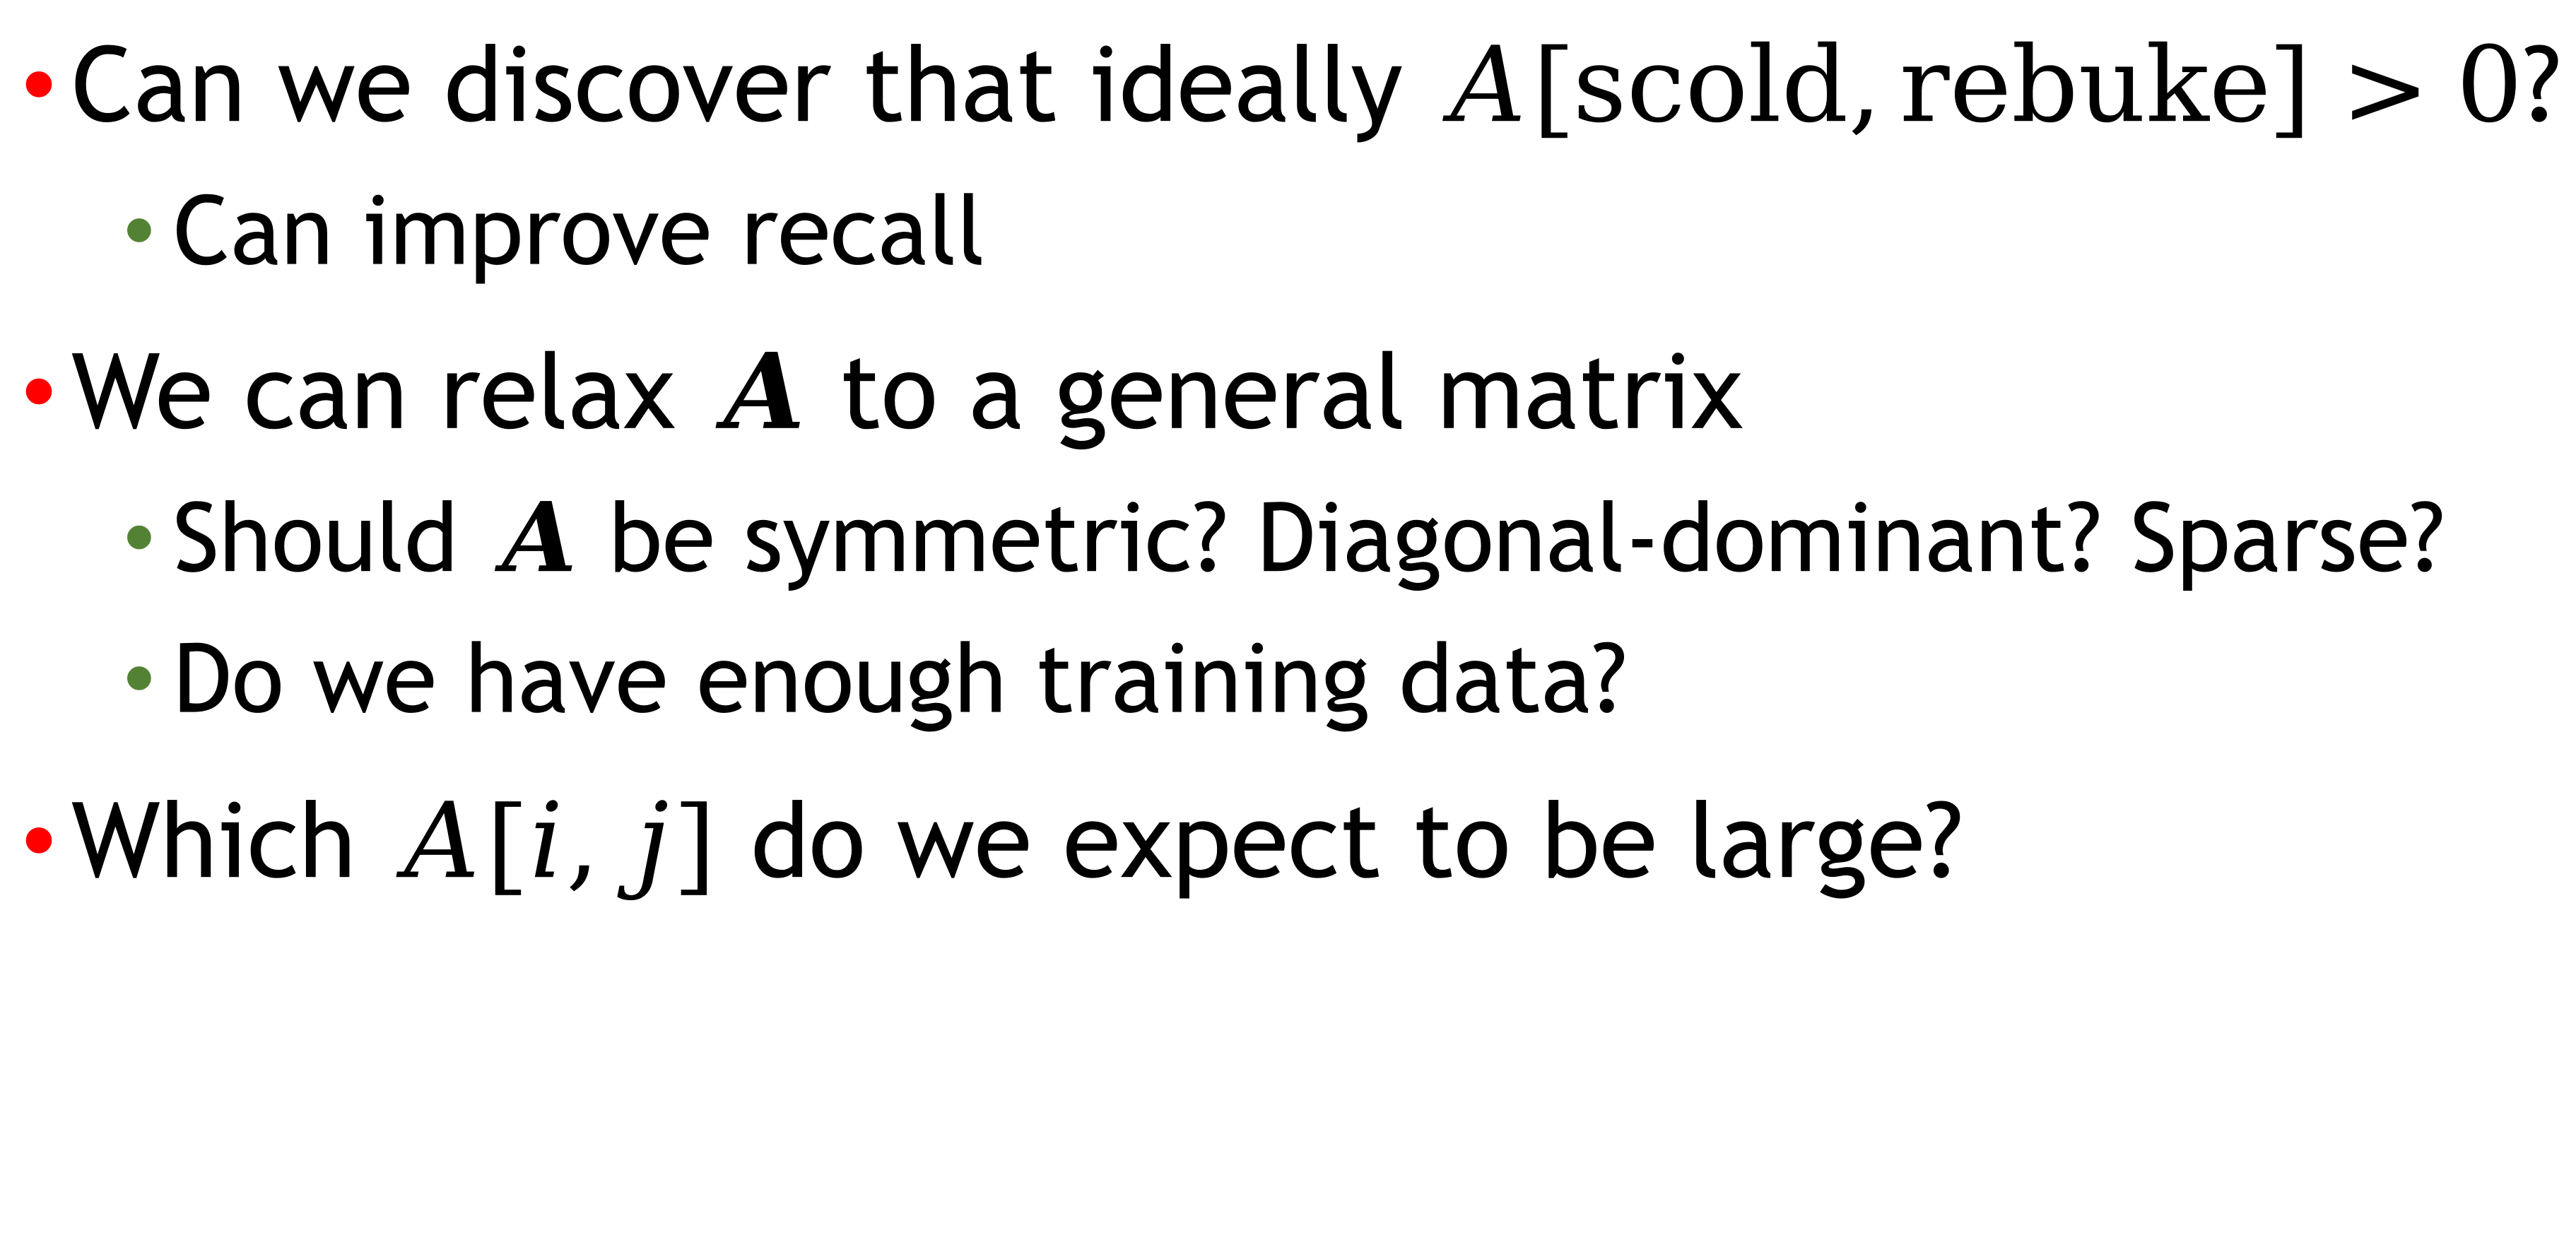 • Can we discover that ideally A[scold, rebuke] > 0?
• Can improve recall
• We can relax A to a general matrix
• Should A be symmetric? Diagonal-dominant? Sparse?
• Do we have enough training data?
• Which A[i, j] do we expect to be large?